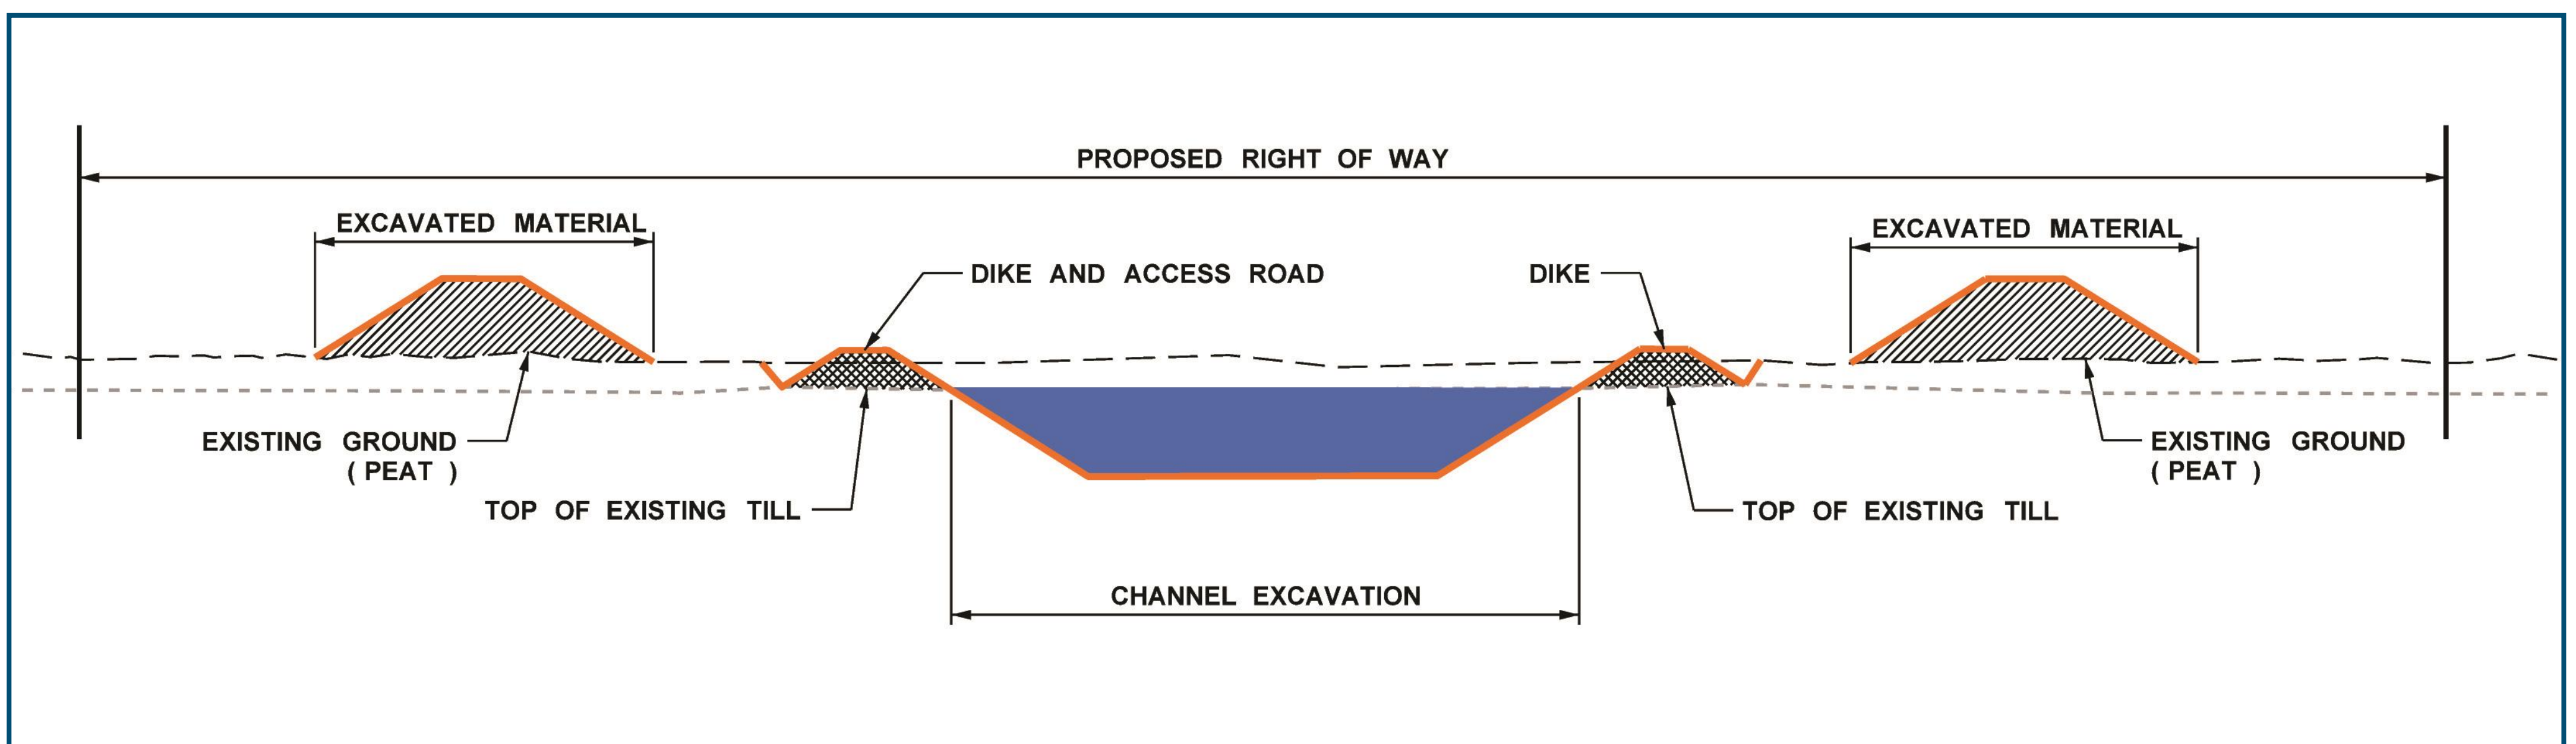 PROPOSED RIGHT OF WAY
EXCAVATED MATERIAL
EXCAVATED MATERIAL
DIKE AND ACCESS ROAD
DIKE
EXISTING GROUND
( PEAT )
EXISTING GROUND
( PEAT )
TOP OF EXISTING TILL
TOP OF EXISTING TILL
CHANNEL EXCAVATION